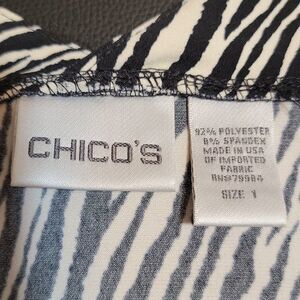 CHICO'S
92% POLYESTER
8% SPANDEX
MADE IN USA
OF IMPORTED
FABRIC
RN#79984
SIZE 1